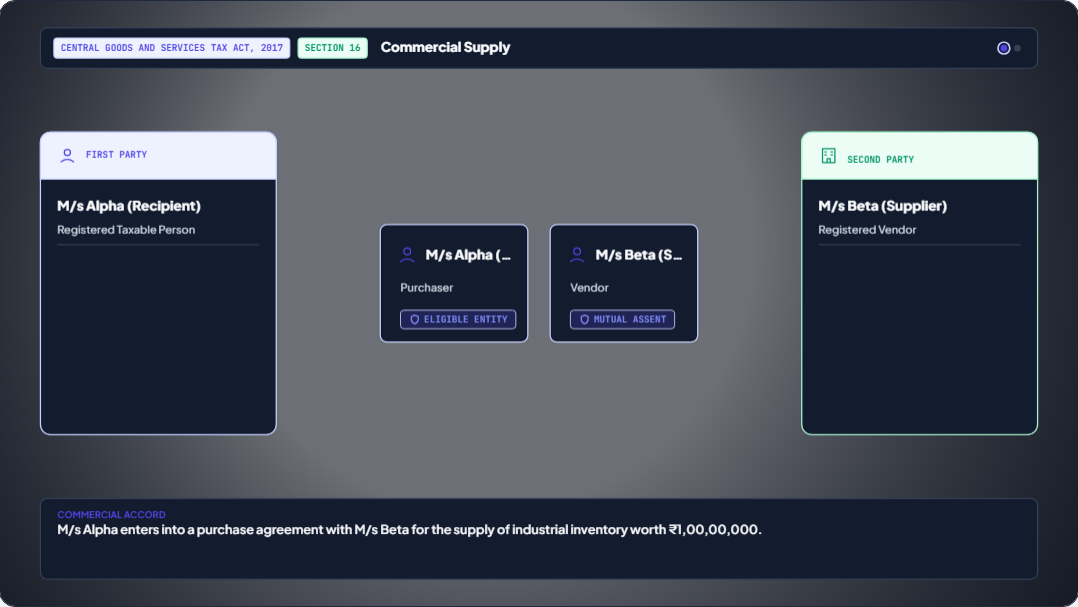 CENTRAL GOODS AND SERVICES TAX ACT, 2017 SECTION 16 Commercial Supply
FIRST PARTY
M/s Alpha (Recipient)
Registered Taxable Person
M/s Alpha (...
Purchaser
ELIGIBLE ENTITY
M/s Beta (S...
Vendor
MUTUAL ASSENT
SECOND PARTY
M/s Beta (Supplier)
Registered Vendor
COMMERCIAL ACCORD
M/s Alpha enters into a purchase agreement with M/s Beta for the supply of industrial inventory worth ₹1,00,00,000.